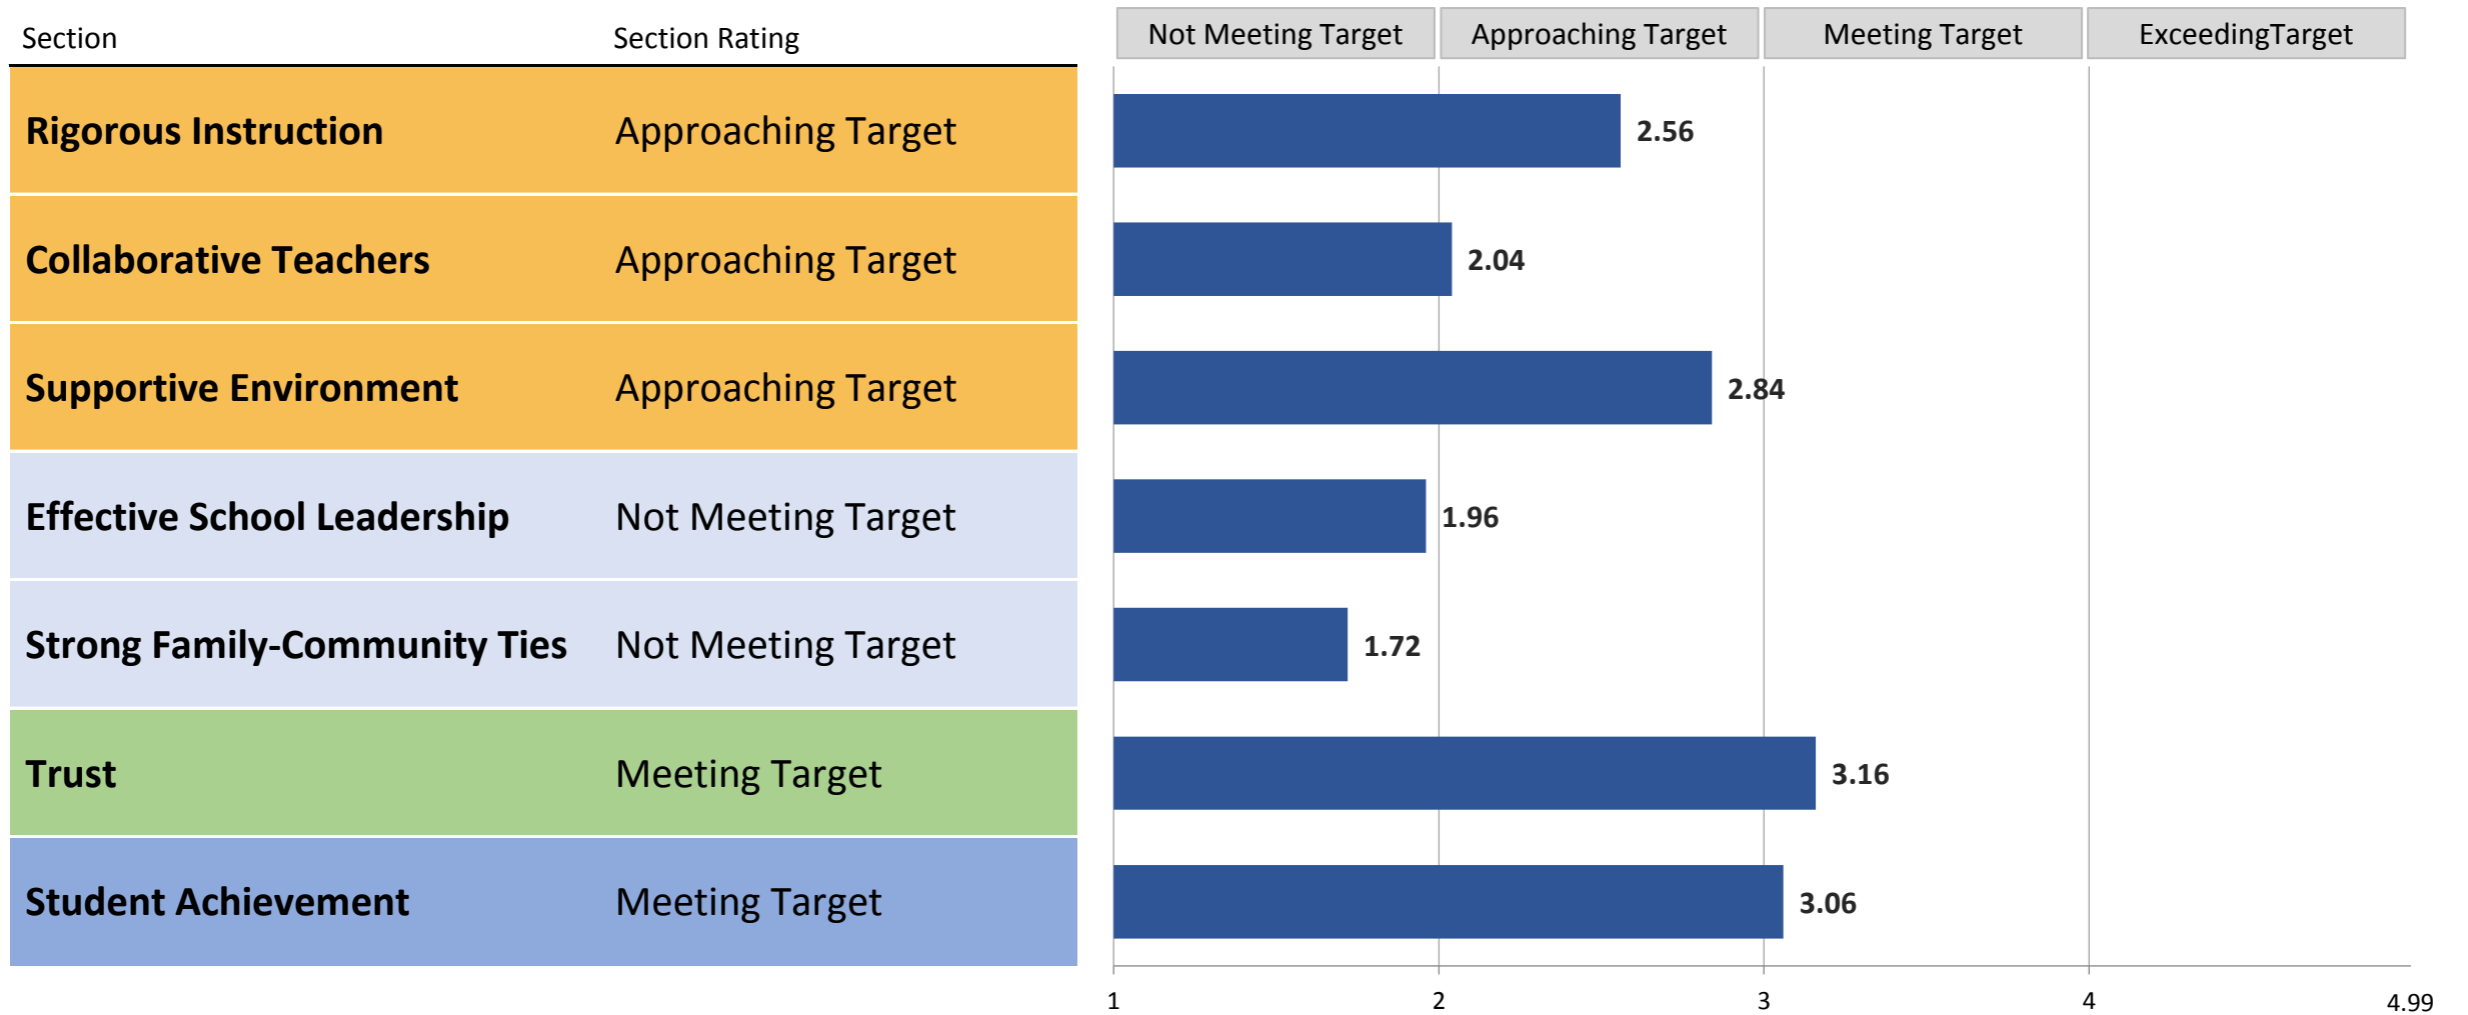 Section Section Rating Not Meeting Target Approaching Target Meeting Target ExceedingTarget
Rigorous Instruction Approaching Target 2.56
Collaborative Teachers Approaching Target 2.04
Supportive Environment Approaching Target 2.84
Effective School Leadership Not Meeting Target 1.96
Strong Family-Community Ties Not Meeting Target 1.72
Trust Meeting Target 3.16
Student Achievement Meeting Target 3.06
1 2 3 4 4.99